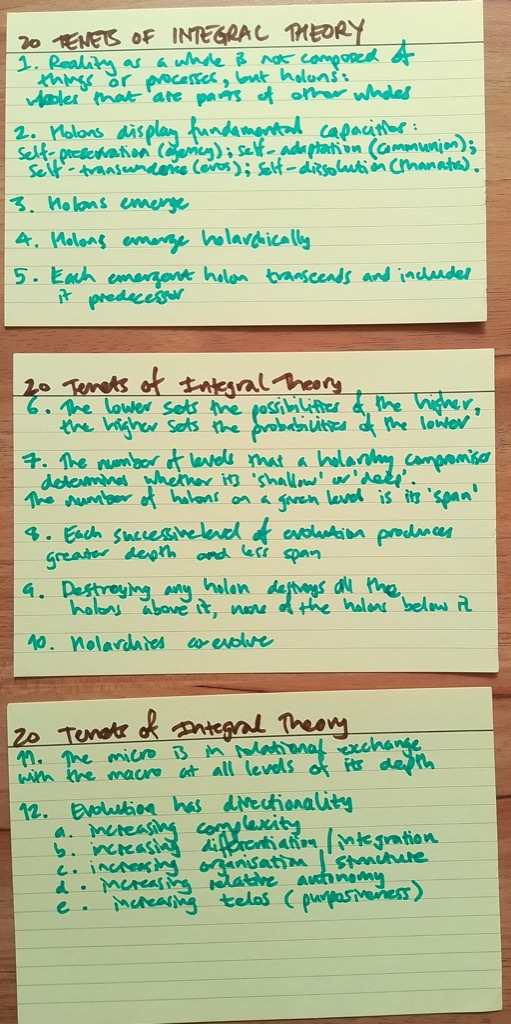 20 TENETS OF INTEGRAL THEORY
1. Reality as a whole is not composed of
things or processes, but holons:
wholes that are parts of other wholes
2. Holons display fundamental capacities:
self-preservation (agency); self-adaptation (communion);
self-transcendence (eros); self-dissolution (thanatos).
3. Holons emerge
4. Holons emerge holarchically
5. Each emergent holon transcends and includes
it predecessor
20 Tenets of Integral Theory
6. The lower sets the possibilities of the higher,
the higher sets the probabilities of the lower
7. The number of levels that a holarchy compromises
determines whether its 'shallow' or 'deep'.
The number of holons on a given level is its 'span'
8. Each successive level of evolution produces
greater depth and less span
9. Destroying any holon destroys all the
holons above it, none of the holons below it
10. Holarchies co-evolve
20 Tenets of Integral Theory
11. The micro is in relational exchange
with the macro at all levels of its depth
12. Evolution has directionality
a. increasing complexity
b. increasing differentiation / integration
c. increasing organisation / structure
d. increasing relative autonomy
e. increasing telos (purposiveness)